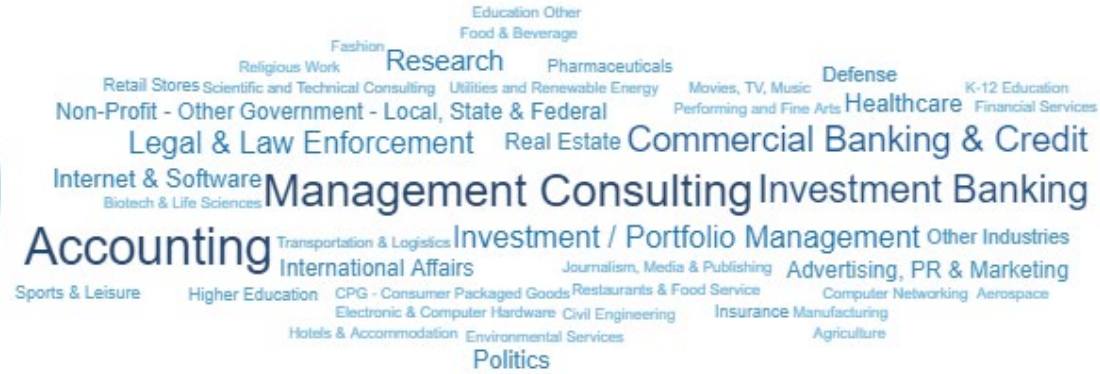 Education Other
Food & Beverage
Fashion Research Pharmaceuticals Defense
Religious Work
Retail Stores Scientific and Technical Consulting Utilities and Renewable Energy Movies, TV, Music K-12 Education
Non-Profit - Other Government - Local, State & Federal Performing and Fine Arts Healthcare Financial Services
Legal & Law Enforcement Real Estate Commercial Banking & Credit
Internet & Software Management Consulting Investment Banking
Biotech & Life Sciences
Accounting Transportation & Logistics Investment / Portfolio Management Other Industries
International Affairs Journalism, Media & Publishing Advertising, PR & Marketing
Sports & Leisure Higher Education CPG - Consumer Packaged Goods Restaurants & Food Service Computer Networking Aerospace
Electronic & Computer Hardware Civil Engineering Insurance Manufacturing
Hotels & Accommodation Environmental Services Agriculture
Politics